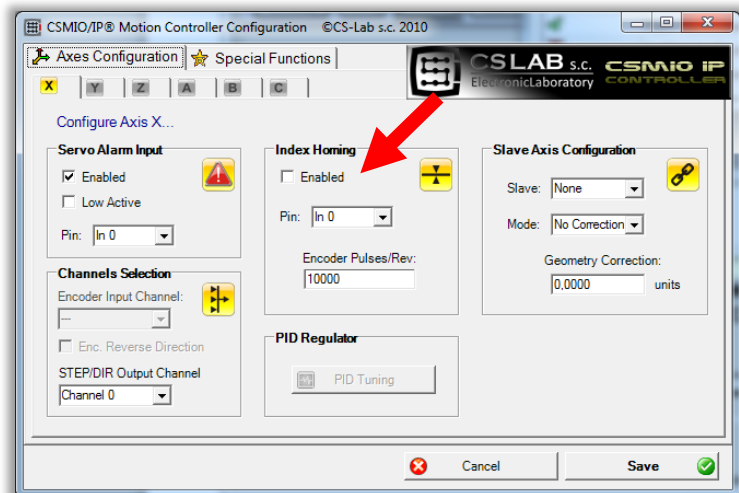 CSMIO/IP® Motion Controller Configuration ©CS-Lab s.c. 2010
Axes Configuration
Special Functions
CSLAB s.c.
ElectronicLaboratory
CSMIO IP
CONTROLLER
X
Y
Z
A
B
C
Configure Axis X...
Servo Alarm Input
Enabled
Low Active
Pin: In 0
Channels Selection
Encoder Input Channel:
---
Enc. Reverse Direction
STEP/DIR Output Channel
Channel 0
Index Homing
Enabled
Pin: In 0
Encoder Pulses/Rev:
10000
PID Regulator
PID Tuning
Slave Axis Configuration
Slave: None
Mode: No Correction
Geometry Correction:
0,0000 units
Cancel
Save